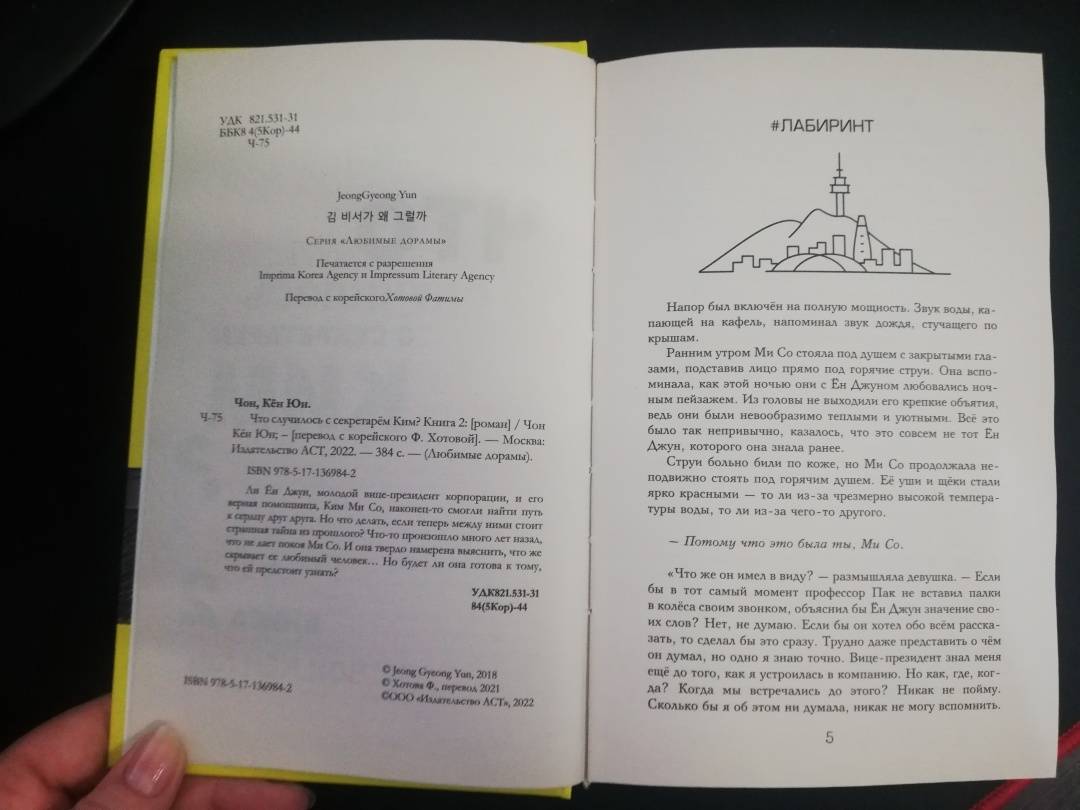 УДК 821.531-31
ББК8 4(5Кор)-44
Ч-75
JeongGyeong Yun
김 비서가 왜 그럴까
Серия «Любимые дорамы»
Печатается с разрешения
Imprima Korea Agency и Impressum Literary Agency
Перевод с корейскогоХотовой Фатимы
Чон, Кён Юн.
Ч-75 Что случилось с секретарём Ким? Книга 2: [роман] / Чон
Кён Юн; – [перевод с корейского Ф. Хотовой]. — Москва:
Издательство АСТ, 2022. — 384 с. — (Любимые дорамы).
ISBN 978-5-17-136984-2
Ли Ён Джун, молодой вице-президент корпорации, и его
верная помощница, Ким Ми Со, наконец-то смогли найти путь
к сердцу друг друга. Но что делать, если теперь между ними стоит
страшная тайна из прошлого? Что-то произошло много лет назад,
что не дает покоя Ми Со. И она твердо намерена выяснить, что же
скрывает ее любимый человек... Но будет ли она готова к тому,
что ей предстоит узнать?
УДК821.531-31
84(5Кор)-44
ISBN 978-5-17-136984-2
© Jeong Gyeong Yun, 2018
© Хотова Ф., перевод 2021
©ООО «Издательство АСТ», 2022
#ЛАБИРИНТ
Напор был включён на полную мощность. Звук воды, ка-
пающей на кафель, напоминал звук дождя, стучащего по
крышам.
Ранним утром Ми Со стояла под душем с закрытыми гла-
зами, подставив лицо прямо под горячие струи. Она вспо-
минала, как этой ночью они с Ён Джуном любовались ноч-
ным пейзажем. Из головы не выходили его крепкие объятия,
ведь они были невообразимо теплыми и уютными. Всё это
было так непривычно, казалось, что это совсем не тот Ён
Джун, которого она знала ранее.
Струи больно били по коже, но Ми Со продолжала не-
подвижно стоять под горячим душем. Её уши и щёки стали
ярко красными — то ли из-за чрезмерно высокой темпера-
туры воды, то ли из-за чего-то другого.
— Потому что это была ты, Ми Со.
«Что же он имел в виду? — размышляла девушка. — Если
бы в тот самый момент профессор Пак не вставил палки
в колёса своим звонком, объяснил бы Ён Джун значение сво-
их слов? Нет, не думаю. Если бы он хотел обо всём расска-
зать, то сделал бы это сразу. Трудно даже представить о чём
он думал, но одно я знаю точно. Вице-президент знал меня
ещё до того, как я устроилась в компанию. Но как, где, ког-
да? Когда мы встречались до этого? Никак не пойму.
Сколько бы я об этом ни думала, никак не могу вспомнить.
5